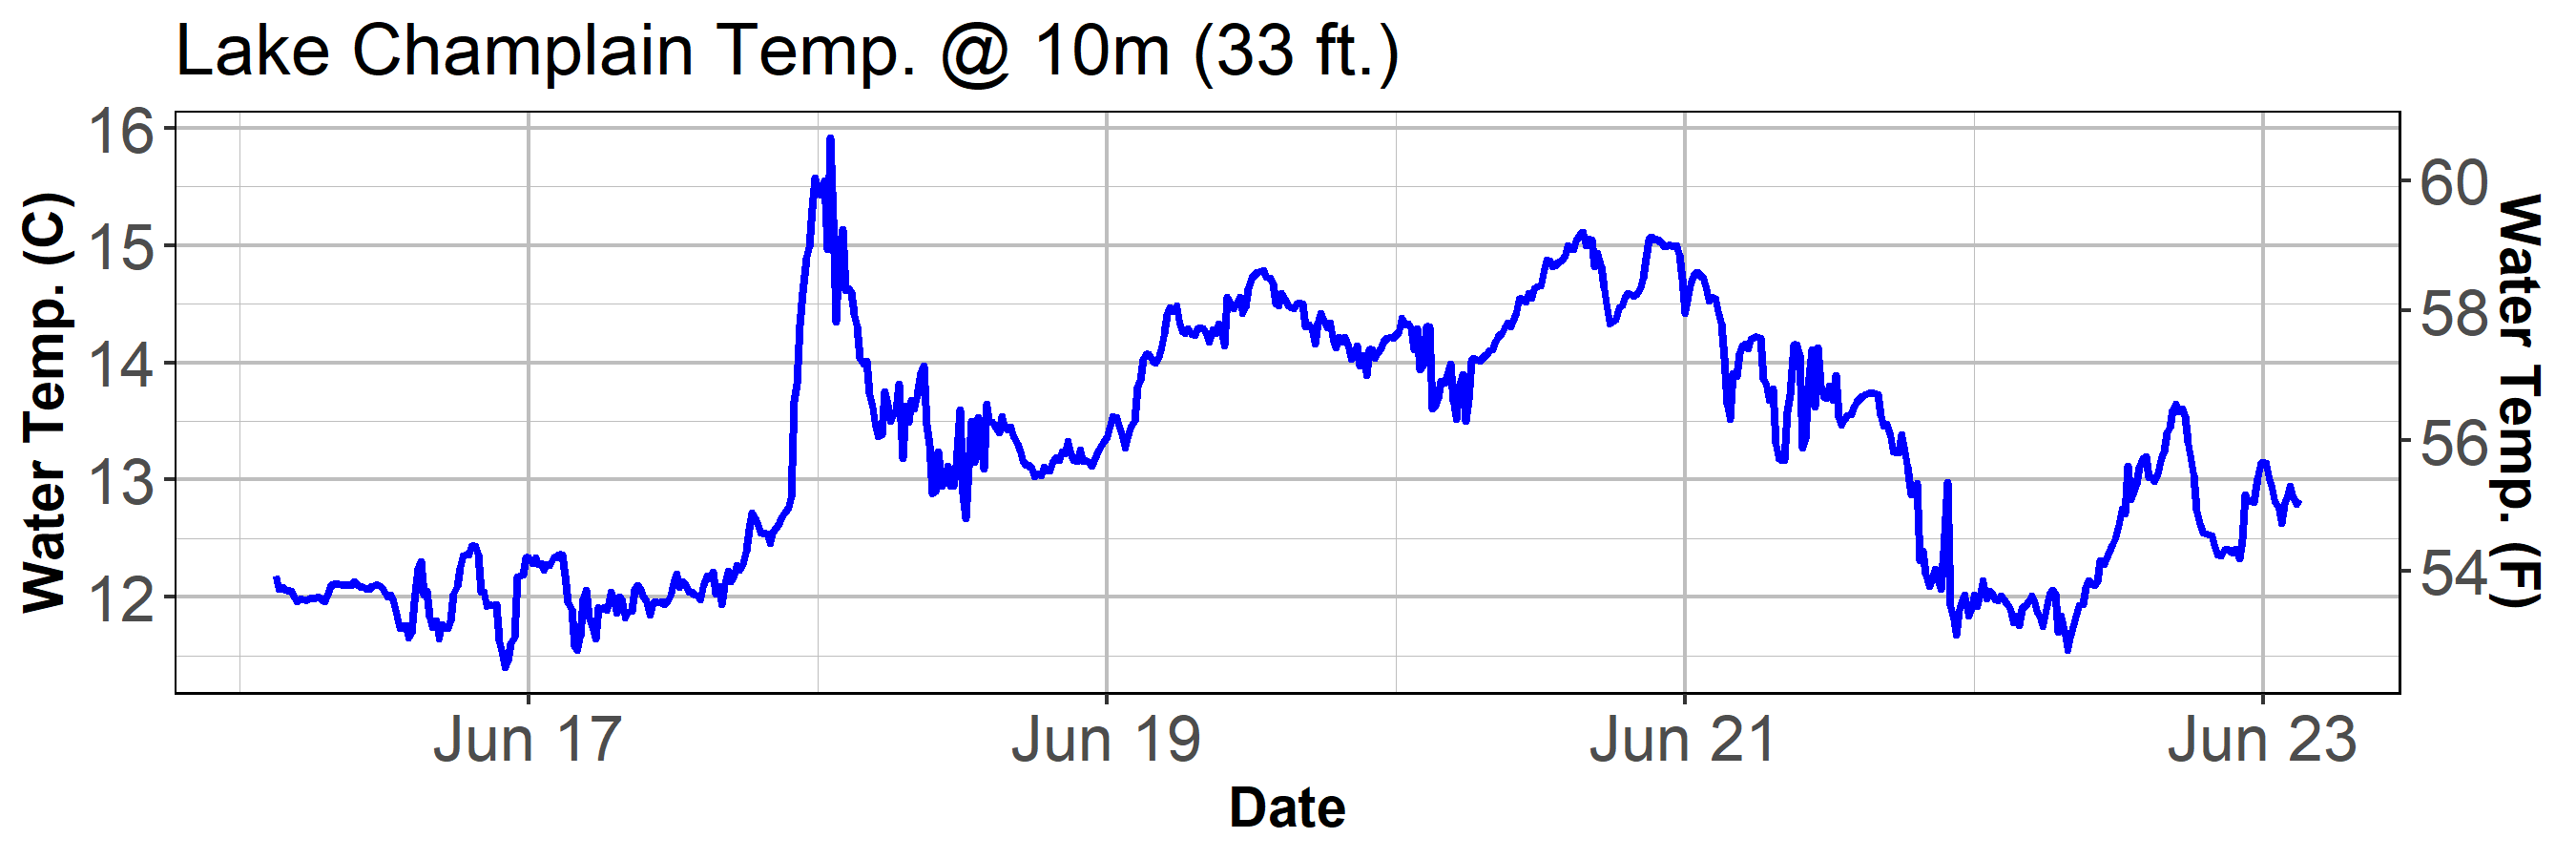 Lake Champlain Temp. @ 10m (33 ft.)
Water Temp. (C)
16
15
14
13
12
60
58
56
54
Water Temp. (F)
Jun 17
Jun 19
Jun 21
Jun 23
Date